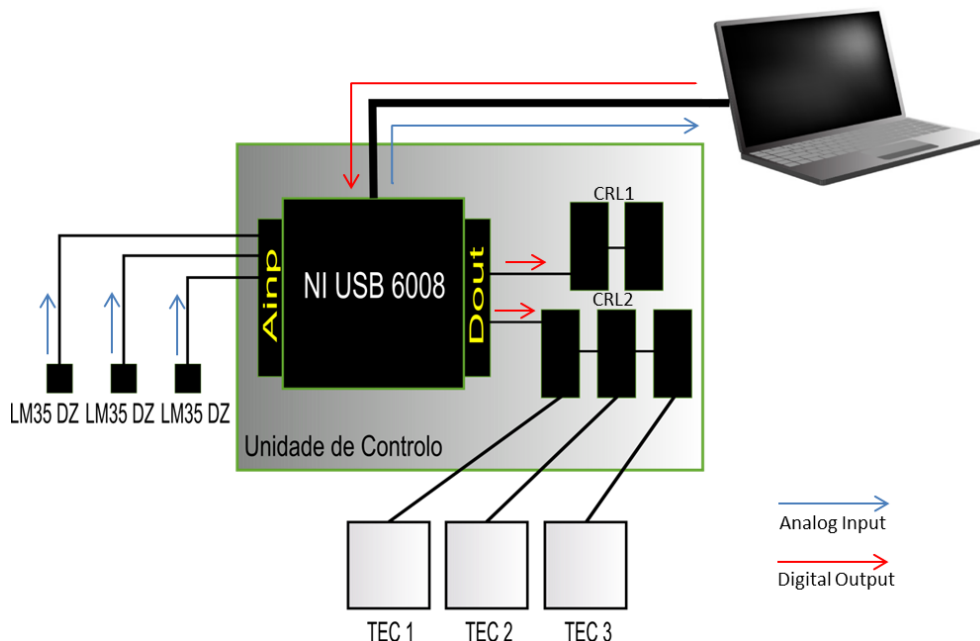 CRL1
Ainp
NI USB 6008
Dout
CRL2
LM35 DZ
LM35 DZ
LM35 DZ
Unidade de Controlo
Analog Input
Digital Output
TEC 1
TEC 2
TEC 3